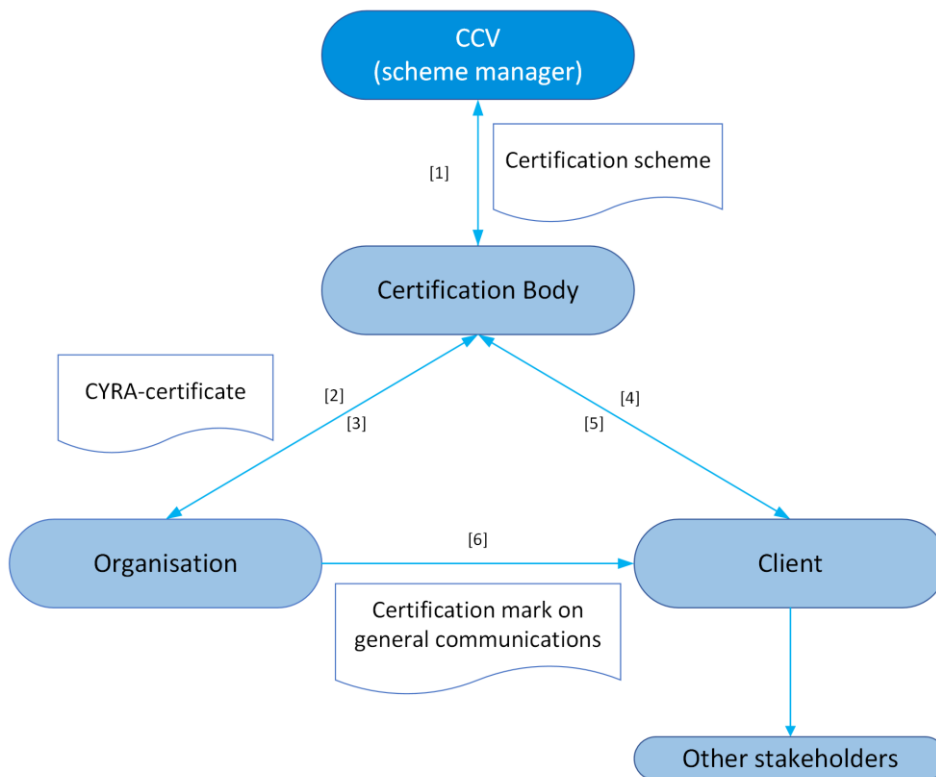 CCV
(scheme manager)
[1]
Certification scheme
Certification Body
CYRA-certificate
[2]
[3]
[4]
[5]
Organisation
[6]
Client
Certification mark on
general communications
Other stakeholders